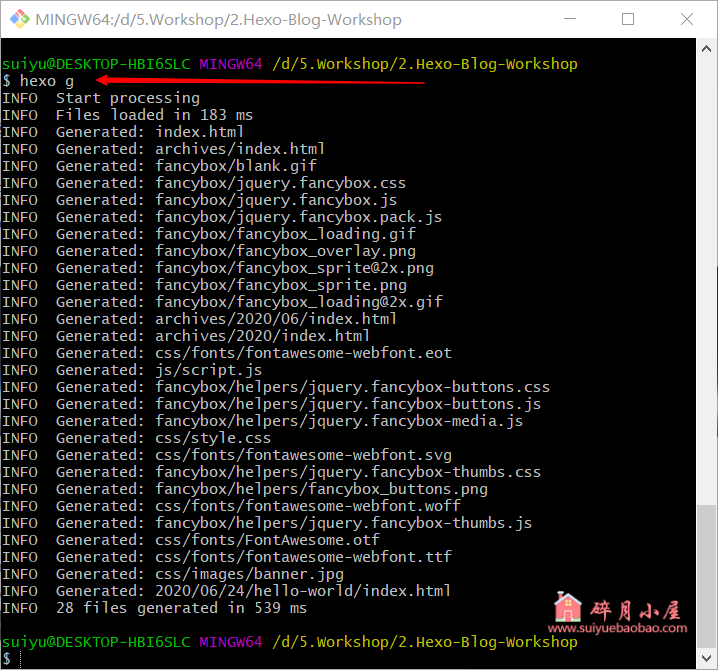 MINGW64:/d/5.Workshop/2.Hexo-Blog-Workshop
suiyu@DESKTOP-HBI6SLC MINGW64 /d/5.Workshop/2.Hexo-Blog-Workshop
$ hexo g
INFO  Start processing
INFO  Files loaded in 183 ms
INFO  Generated: index.html
INFO  Generated: archives/index.html
INFO  Generated: fancybox/blank.gif
INFO  Generated: fancybox/jquery.fancybox.css
INFO  Generated: fancybox/jquery.fancybox.js
INFO  Generated: fancybox/jquery.fancybox.pack.js
INFO  Generated: fancybox/fancybox_loading.gif
INFO  Generated: fancybox/fancybox_overlay.png
INFO  Generated: fancybox/fancybox_sprite@2x.png
INFO  Generated: fancybox/fancybox_sprite.png
INFO  Generated: fancybox/fancybox_loading@2x.gif
INFO  Generated: archives/2020/06/index.html
INFO  Generated: archives/2020/index.html
INFO  Generated: css/fonts/fontawesome-webfont.eot
INFO  Generated: js/script.js
INFO  Generated: fancybox/helpers/jquery.fancybox-buttons.css
INFO  Generated: fancybox/helpers/jquery.fancybox-buttons.js
INFO  Generated: fancybox/helpers/jquery.fancybox-media.js
INFO  Generated: css/style.css
INFO  Generated: css/fonts/fontawesome-webfont.svg
INFO  Generated: fancybox/helpers/jquery.fancybox-thumbs.css
INFO  Generated: fancybox/helpers/fancybox_buttons.png
INFO  Generated: css/fonts/fontawesome-webfont.woff
INFO  Generated: fancybox/helpers/jquery.fancybox-thumbs.js
INFO  Generated: css/fonts/FontAwesome.otf
INFO  Generated: css/fonts/fontawesome-webfont.ttf
INFO  Generated: css/images/banner.jpg
INFO  Generated: 2020/06/24/hello-world/index.html
INFO  28 files generated in 539 ms
碎月小屋
www.suiyuebaobao.com
suiyu@DESKTOP-HBI6SLC MINGW64 /d/5.Workshop/2.Hexo-Blog-Workshop
$